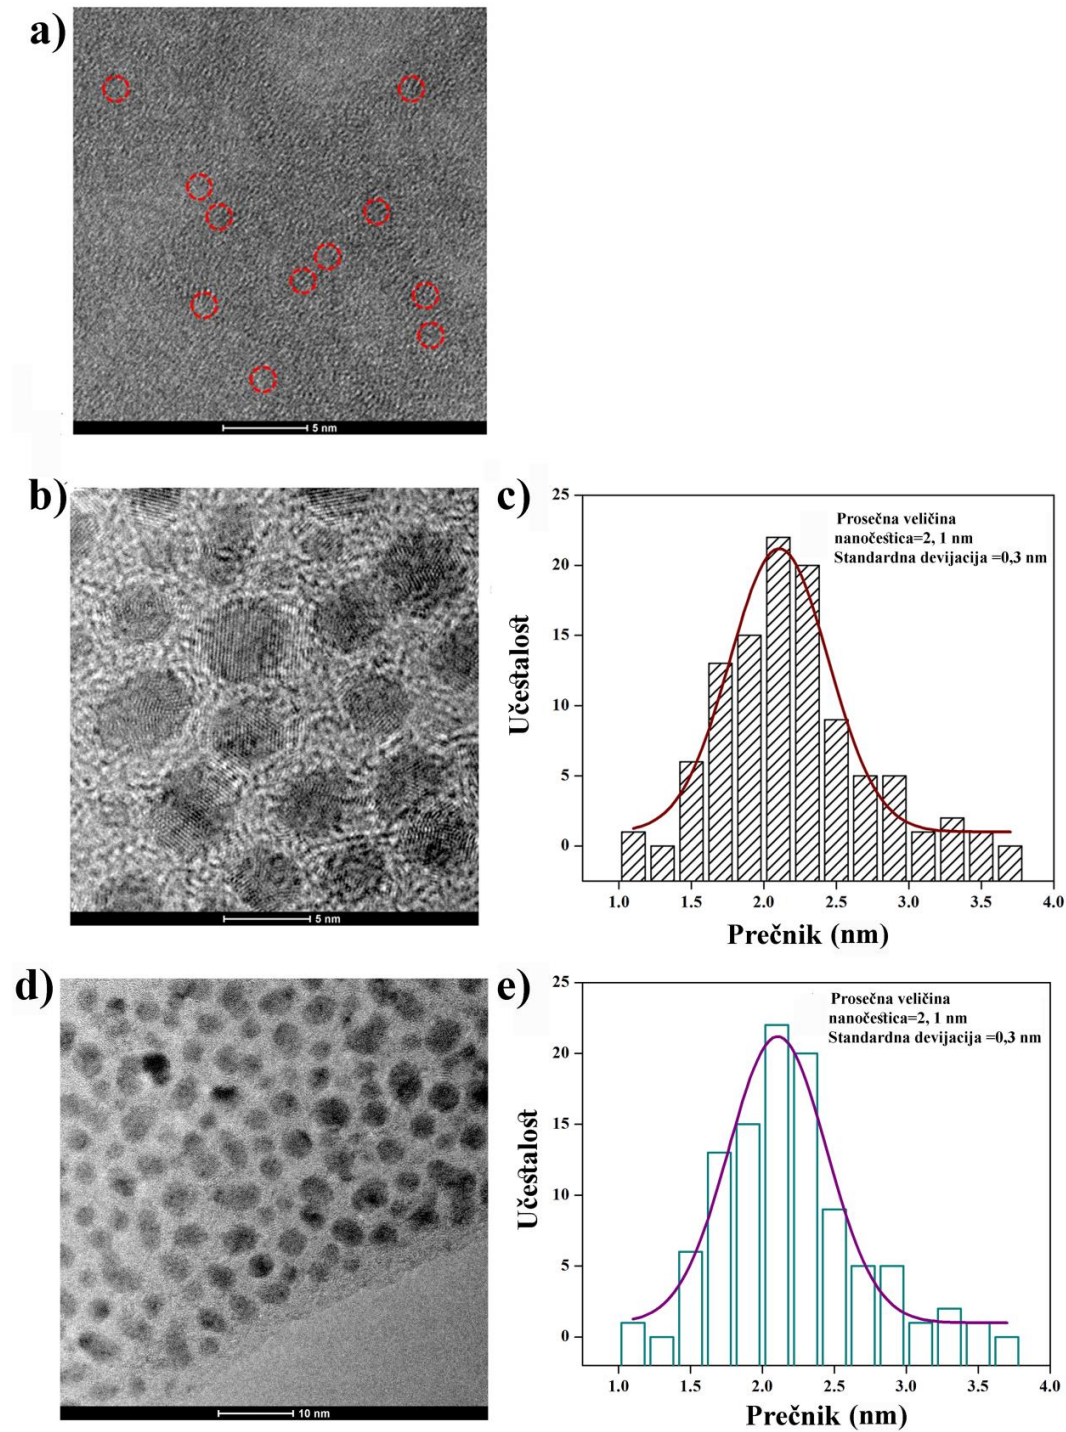 a)
5 nm
b)
5 nm
c)
25
20
15
10
5
0
Učestalost
Prosečna veličina
nanočestica=2, 1 nm
Standardna devijacija =0,3 nm
1.0 1.5 2.0 2.5 3.0 3.5 4.0
Prečnik (nm)
d)
10 nm
e)
25
20
15
10
5
0
Učestalost
Prosečna veličina
nanočestica=2, 1 nm
Standardna devijacija =0,3 nm
1.0 1.5 2.0 2.5 3.0 3.5 4.0
Prečnik (nm)